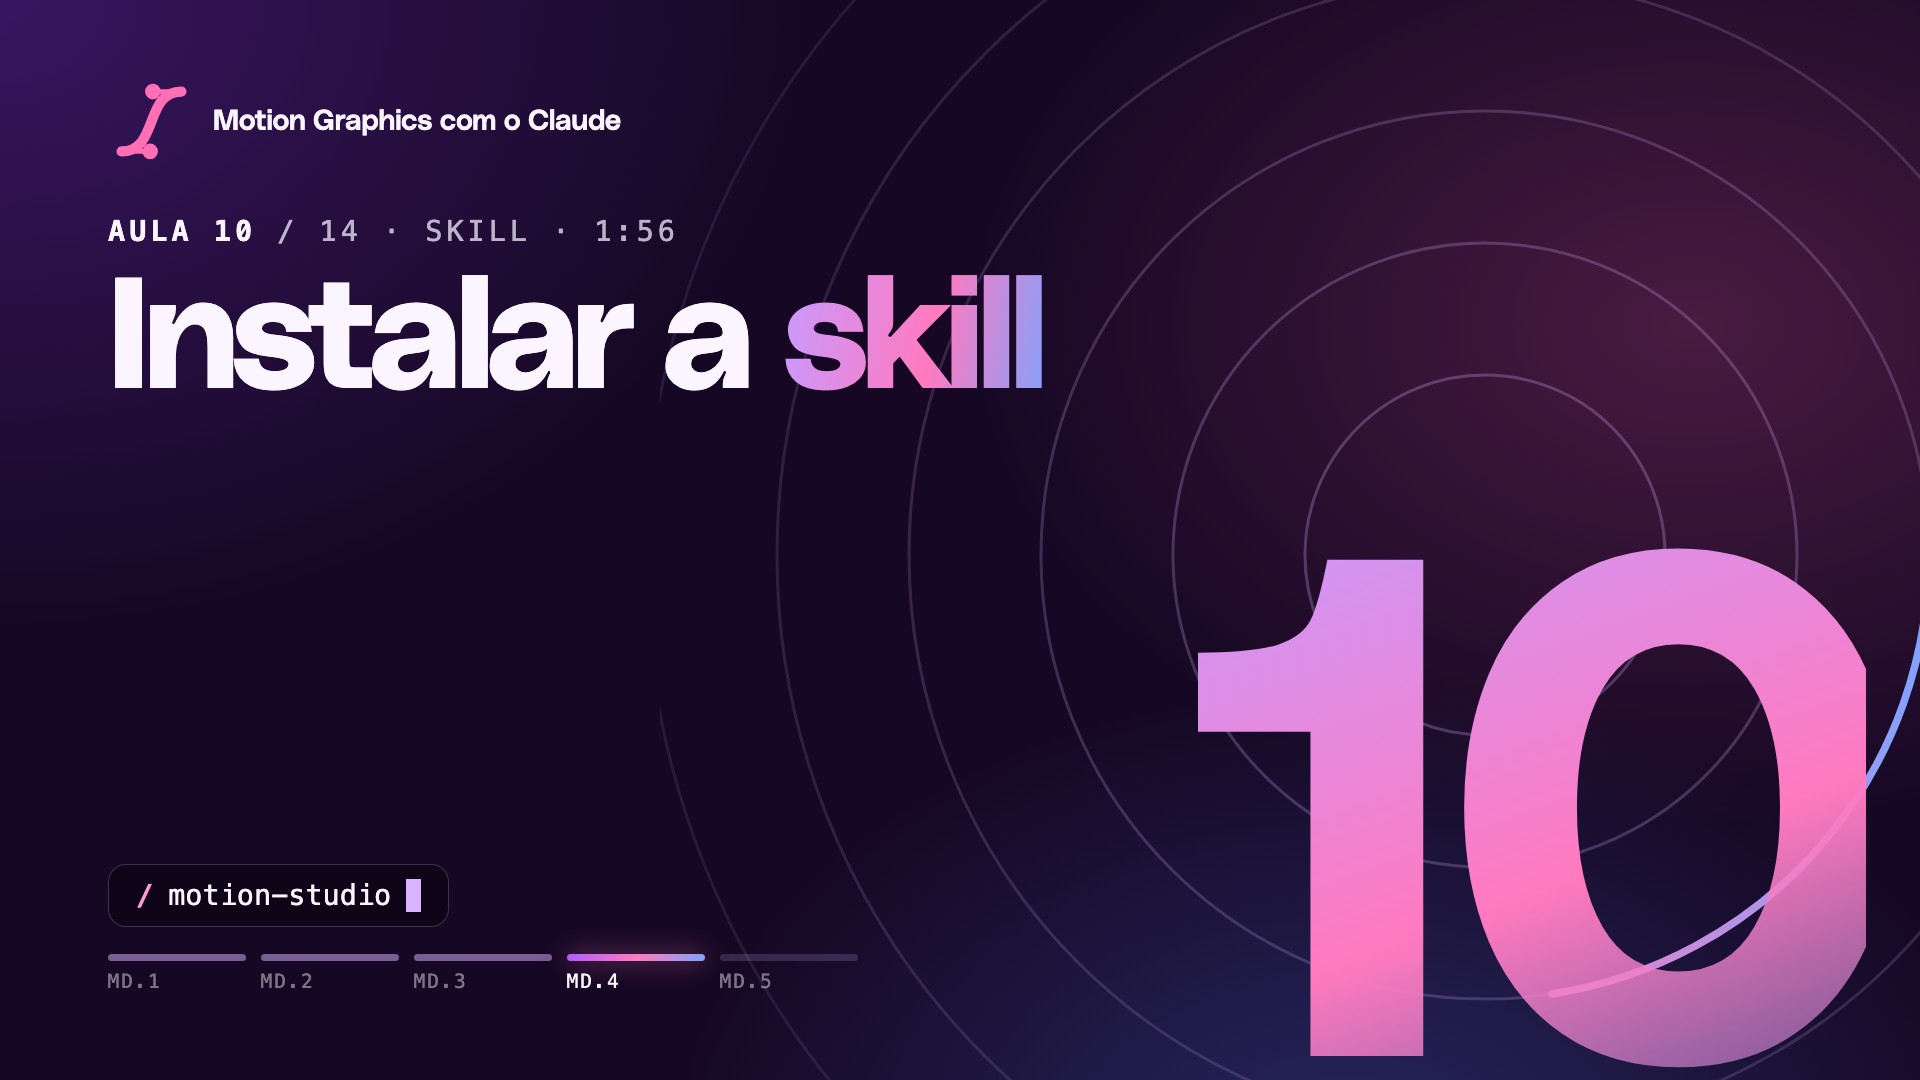 Motion Graphics com o Claude
AULA 10 / 14 · SKILL · 1:56
Instalar a skill
10
/ motion-studio
MD.1 MD.2 MD.3 MD.4 MD.5